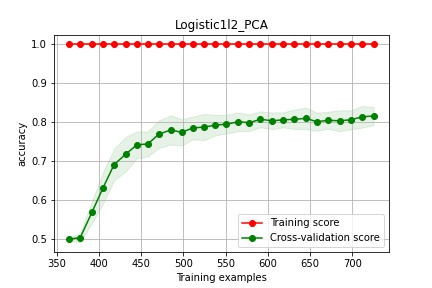 Logistic1l2_PCA
1.0
0.9
0.8
0.7
0.6
0.5
accuracy
Training score
Cross-validation score
350 400 450 500 550 600 650 700
Training examples